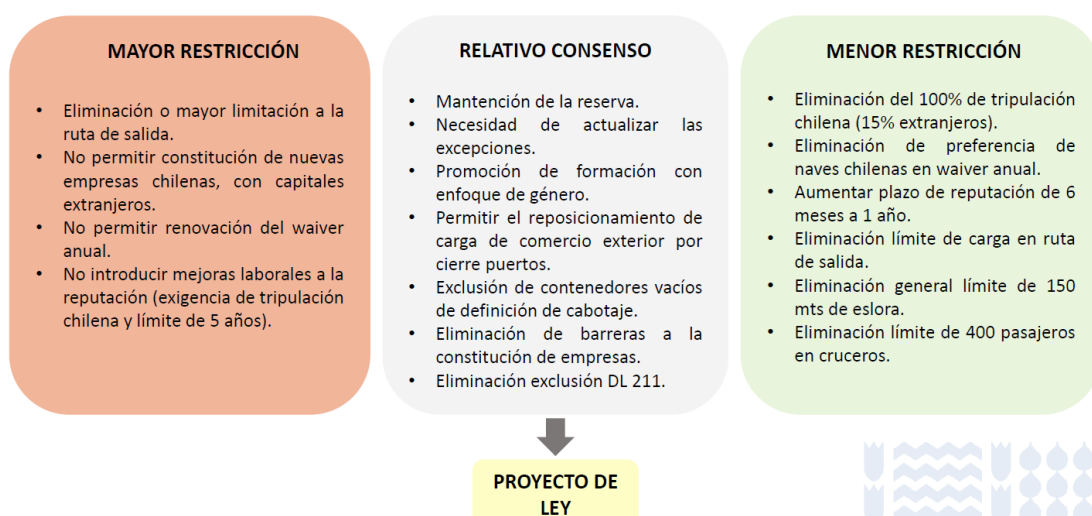 MAYOR RESTRICCIÓN
• Eliminación o mayor limitación a la
ruta de salida.
• No permitir constitución de nuevas
empresas chilenas, con capitales
extranjeros.
• No permitir renovación del waiver
anual.
• No introducir mejoras laborales a la
reputación (exigencia de tripulación
chilena y límite de 5 años).
RELATIVO CONSENSO
• Mantención de la reserva.
• Necesidad de actualizar las
excepciones.
• Promoción de formación con
enfoque de género.
• Permitir el reposicionamiento de
carga de comercio exterior por
cierre puertos.
• Exclusión de contenedores vacíos
de definición de cabotaje.
• Eliminación de barreras a la
constitución de empresas.
• Eliminación exclusión DL 211.
MENOR RESTRICCIÓN
• Eliminación del 100% de tripulación
chilena (15% extranjeros).
• Eliminación de preferencia de
naves chilenas en waiver anual.
• Aumentar plazo de reputación de 6
meses a 1 año.
• Eliminación límite de carga en ruta
de salida.
• Eliminación general límite de 150
mts de eslora.
• Eliminación límite de 400 pasajeros
en cruceros.
PROYECTO DE
LEY